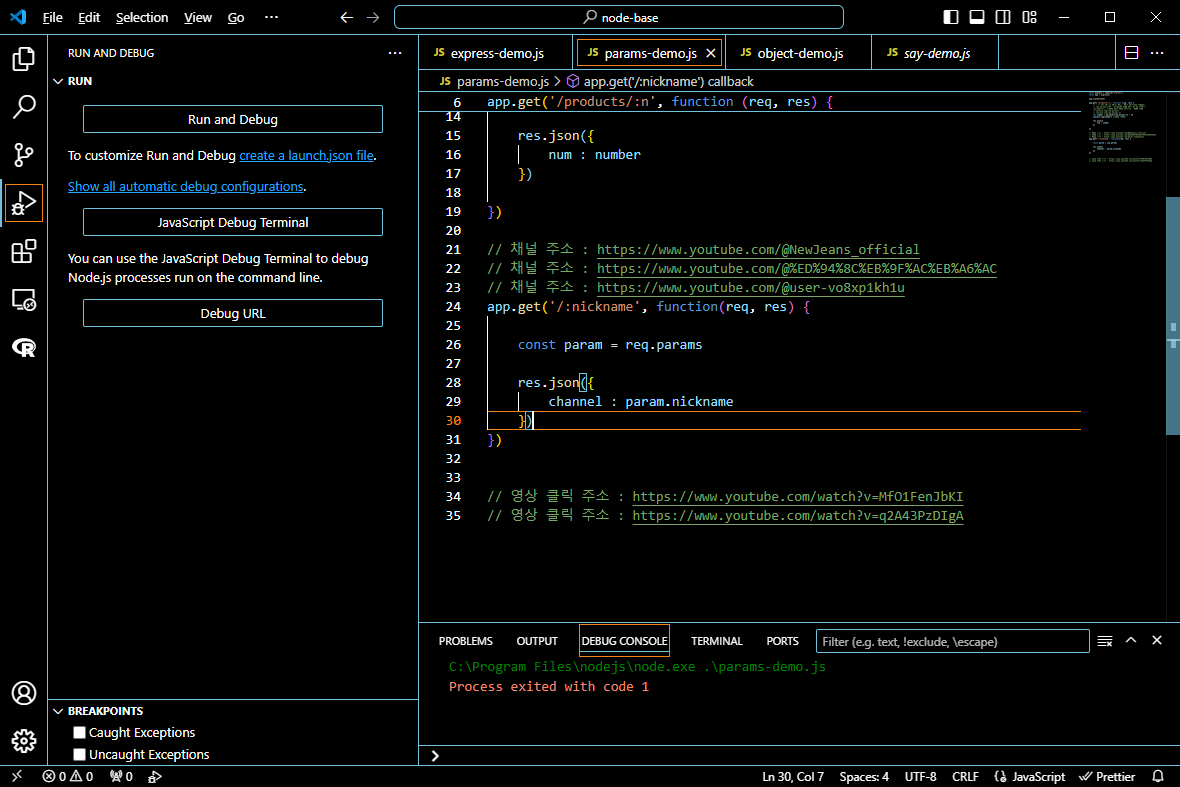 File Edit Selection View Go ··· node-base
RUN AND DEBUG ···
RUN
Run and Debug
To customize Run and Debug create a launch.json file.
Show all automatic debug configurations.
JavaScript Debug Terminal
You can use the JavaScript Debug Terminal to debug
Node.js processes run on the command line.
Debug URL
BREAKPOINTS
Caught Exceptions
Uncaught Exceptions
JS express-demo.js JS params-demo.js JS object-demo.js JS say-demo.js
JS params-demo.js > app.get('/:nickname') callback
6 app.get('/products/:n', function (req, res) {
14
15 res.json({
16 num : number
17 })
18
19 })
20
21 // 채널 주소 : https://www.youtube.com/@NewJeans_official
22 // 채널 주소 : https://www.youtube.com/@%ED%94%8C%EB%9F%AC%EB%A6%AC
23 // 채널 주소 : https://www.youtube.com/@user-vo8xp1kh1u
24 app.get('/:nickname', function(req, res) {
25
26 const param = req.params
27
28 res.json({
29 channel : param.nickname
30 })
31 })
32
33
34 // 영상 클릭 주소 : https://www.youtube.com/watch?v=MfO1FenJbKI
35 // 영상 클릭 주소 : https://www.youtube.com/watch?v=q2A43PzDIgA
PROBLEMS OUTPUT DEBUG CONSOLE TERMINAL PORTS Filter (e.g. text, !exclude, \escape)
C:\Program Files\nodejs\node.exe .\params-demo.js
Process exited with code 1
0 0 0 Ln 30, Col 7 Spaces: 4 UTF-8 CRLF JavaScript Prettier